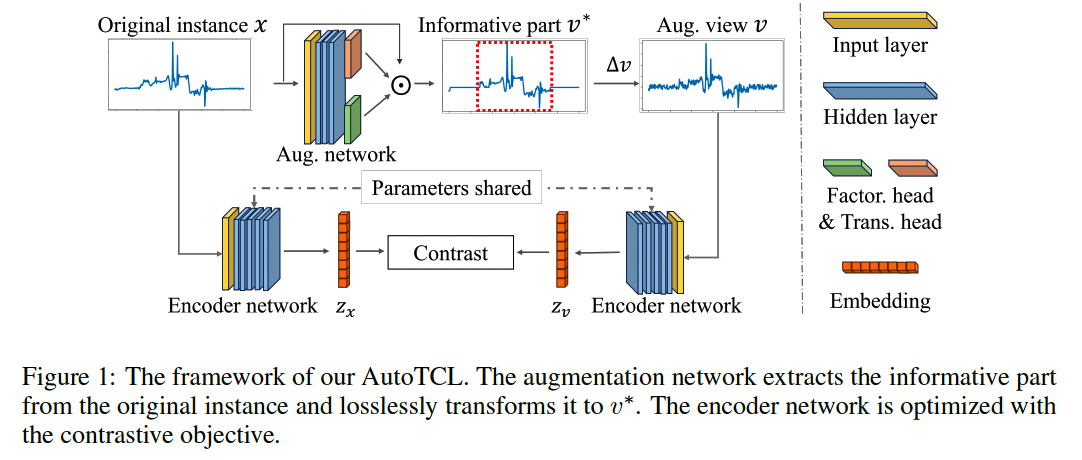 Original instance x
Informative part v*
Aug. view v
Δv
Aug. network
Parameters shared
Contrast
Encoder network
z_x
z_v
Encoder network
Input layer
Hidden layer
Factor. head
& Trans. head
Embedding
Figure 1: The framework of our AutoTCL. The augmentation network extracts the informative part
from the original instance and losslessly transforms it to v*. The encoder network is optimized with
the contrastive objective.